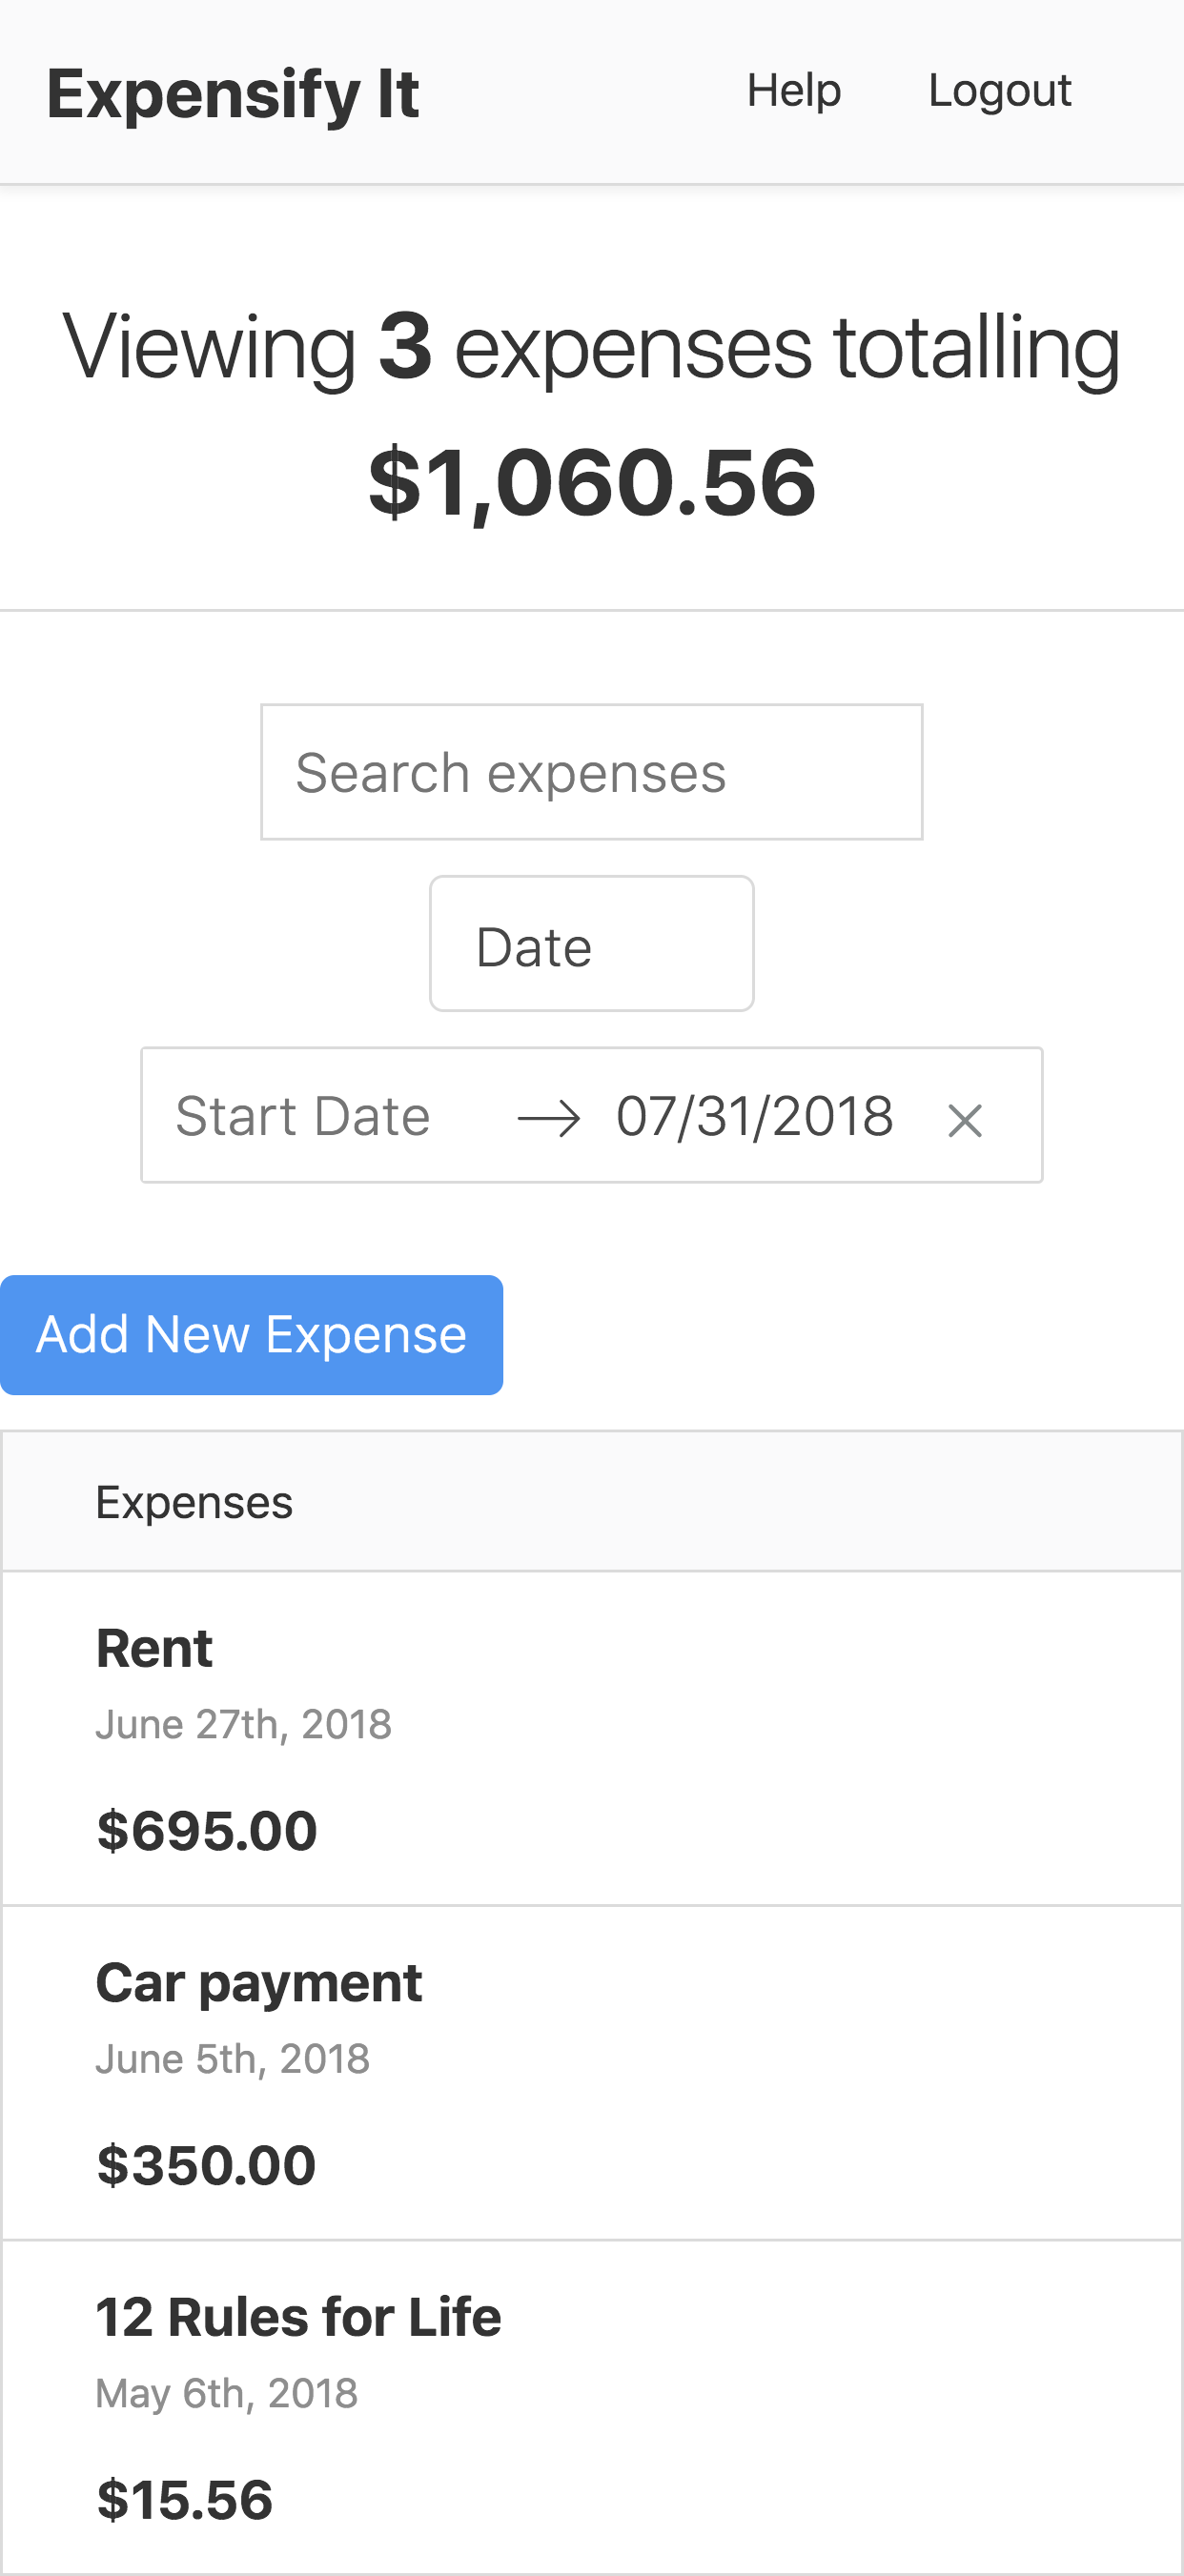 Expensify It Help Logout
Viewing 3 expenses totalling
$1,060.56
Search expenses
Date
Start Date → 07/31/2018 ×
Add New Expense
Expenses
Rent
June 27th, 2018
$695.00
Car payment
June 5th, 2018
$350.00
12 Rules for Life
May 6th, 2018
$15.56